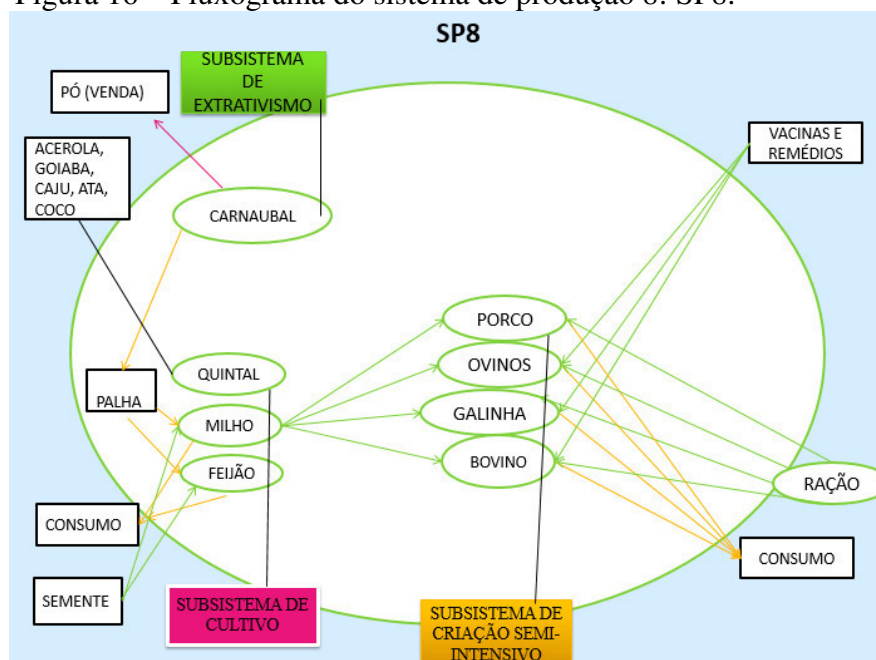 Figura 16 – Fluxograma do sistema de produção 8: SP8.
SP8
SUBSISTEMA
DE
EXTRATIVISMO
PÓ (VENDA)
ACEROLA,
GOIABA,
CAJU, ATA,
COCO
VACINAS E
REMÉDIOS
CARNAUBAL
PORCO
OVINOS
QUINTAL
PALHA
GALINHA
MILHO
BOVINO
FEIJÃO
RAÇÃO
CONSUMO
CONSUMO
SEMENTE
SUBSISTEMA DE
CULTIVO
SUBSISTEMA DE
CRIAÇÃO SEMI-
INTENSIVO